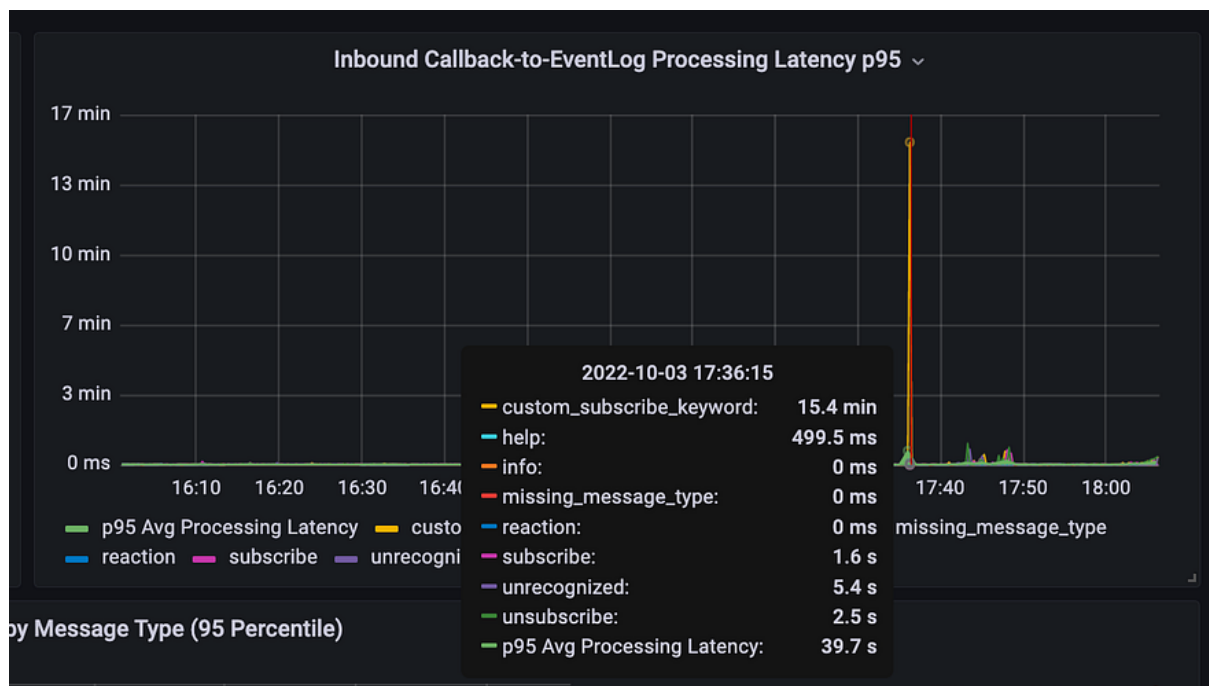 Inbound Callback-to-EventLog Processing Latency p95
17 min
13 min
10 min
7 min
3 min
0 ms
16:10 16:20 16:30 16:40 17:40 17:50 18:00
2022-10-03 17:36:15
custom_subscribe_keyword: 15.4 min
help: 499.5 ms
info: 0 ms
missing_message_type: 0 ms
reaction: 0 ms
subscribe: 1.6 s
unrecognized: 5.4 s
unsubscribe: 2.5 s
p95 Avg Processing Latency: 39.7 s
p95 Avg Processing Latency custo missing_message_type
reaction subscribe unrecogni
by Message Type (95 Percentile)